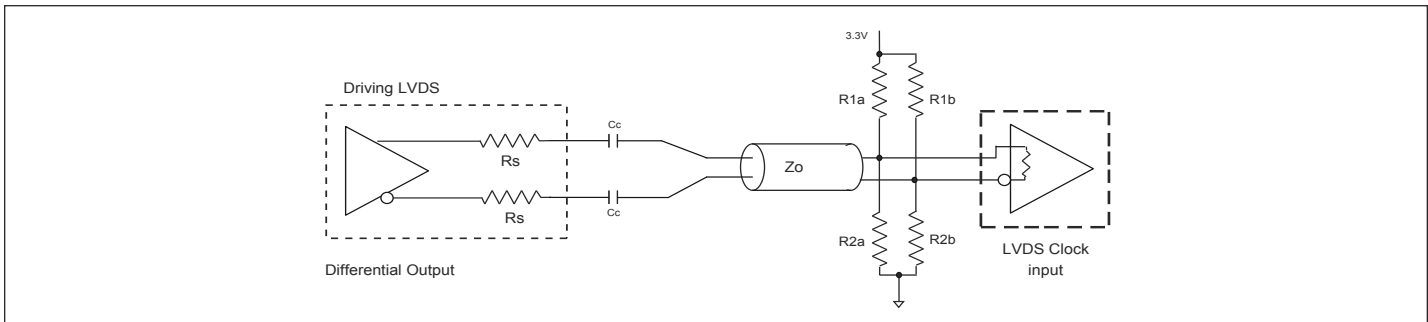 3.3V
Driving LVDS
R1a
R1b
Cc
Rs
Zo
Rs
Cc
R2a
R2b
LVDS Clock
input
Differential Output